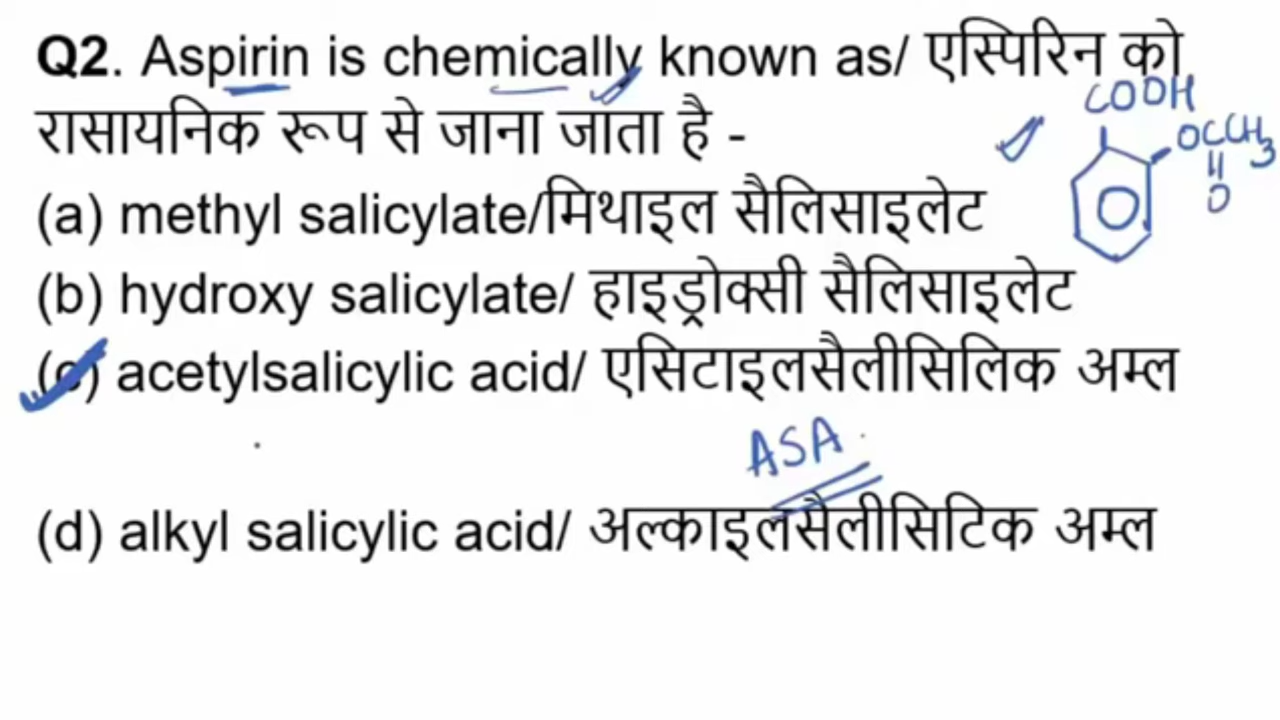 Q2. Aspirin is chemically known as/ एस्पिरिन को
COOH
रासायनिक रूप से जाना जाता है -
OCCH3
O
(a) methyl salicylate/मिथाइल सैलिसाइलेट
(b) hydroxy salicylate/ हाइड्रोक्सी सैलिसाइलेट
(c) acetylsalicylic acid/ एसिटाइलसैलीसिलिक अम्ल
ASA
(d) alkyl salicylic acid/ अल्काइलसैलीसिटिक अम्ल